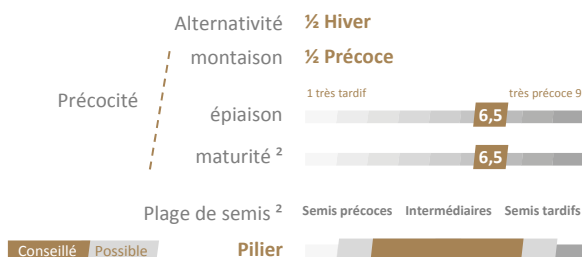 Alternativité ½ Hiver
montaison ½ Précoce
Précocité
1 très tardif très précoce 9
épiaison 6,5
maturité ² 6,5
Plage de semis ² Semis précoces Intermédiaires Semis tardifs
Conseillé Possible Pilier